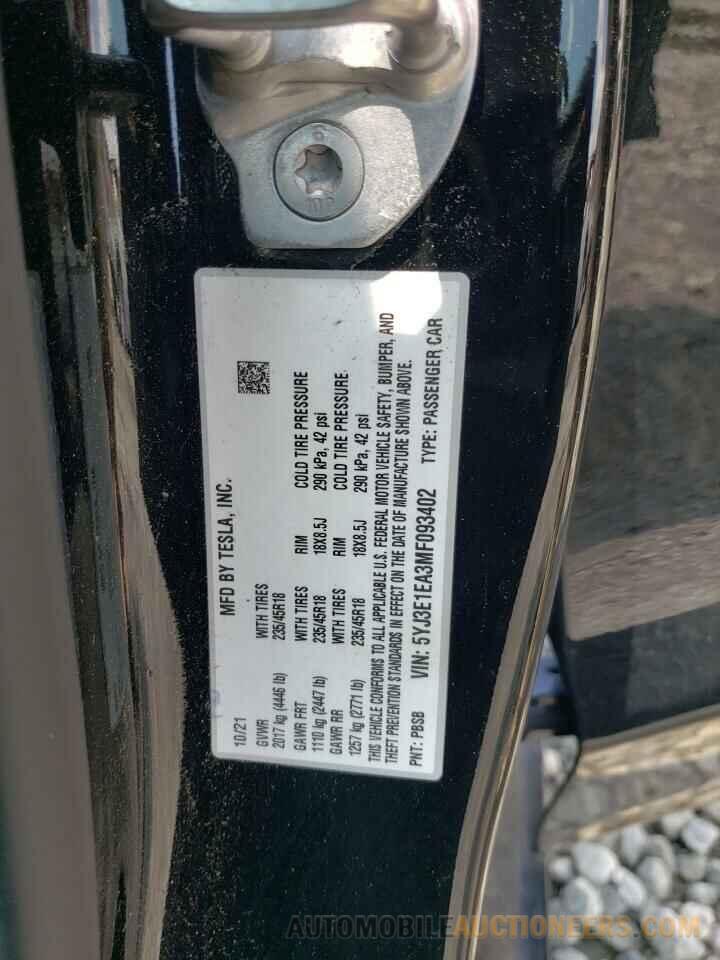 MFD BY TESLA, INC.
10/21
GVWR WITH TIRES
2017 kg (4446 lb) 235/45R18
GAWR FRT WITH TIRES RIM COLD TIRE PRESSURE
1110 kg (2447 lb) 235/45R18 18X8.5J 290 kPa, 42 psi
GAWR RR WITH TIRES RIM COLD TIRE PRESSURE
1257 kg (2771 lb) 235/45R18 18X8.5J 290 kPa, 42 psi
THIS VEHICLE CONFORMS TO ALL APPLICABLE U.S. FEDERAL MOTOR VEHICLE SAFETY, BUMPER, AND
THEFT PREVENTION STANDARDS IN EFFECT ON THE DATE OF MANUFACTURE SHOWN ABOVE.
PNT: PBSB VIN: 5YJ3E1EA3MF093402 TYPE: PASSENGER CAR
AUTOMOBILEAUCTIONEERS.COM